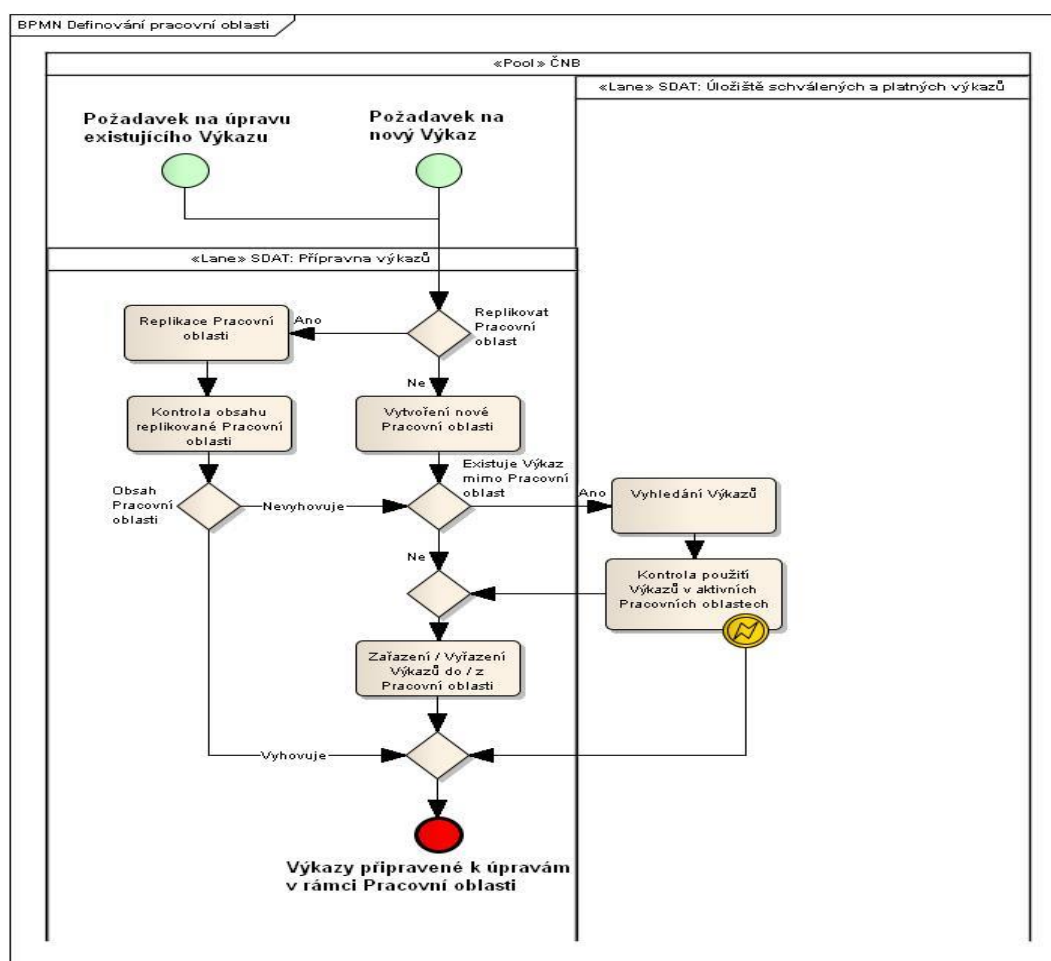 BPMN Definování pracovní oblasti
«Pool» ČNB
«Lane» SDAT: Úložiště schválených a platných výkazů
Požadavek na úpravu
existujícího Výkazu
Požadavek na
nový Výkaz
«Lane» SDAT: Přípravna výkazů
Replikace Pracovní
oblasti
Ano
Replikovat
Pracovní
oblast
Ne
Kontrola obsahu
replikované Pracovní
oblasti
Vytvoření nové
Pracovní oblasti
Obsah
Pracovní
oblasti
Nevyhovuje
Existuje Výkaz
mimo Pracovní
oblast
Ano
Vyhledání Výkazů
Ne
Kontrola použití
Výkazů v aktivních
Pracovních oblastech
Zařazení / Vyřazení
Výkazů do / z
Pracovní oblasti
Vyhovuje
Výkazy připravené k úpravám
v rámci Pracovní oblasti